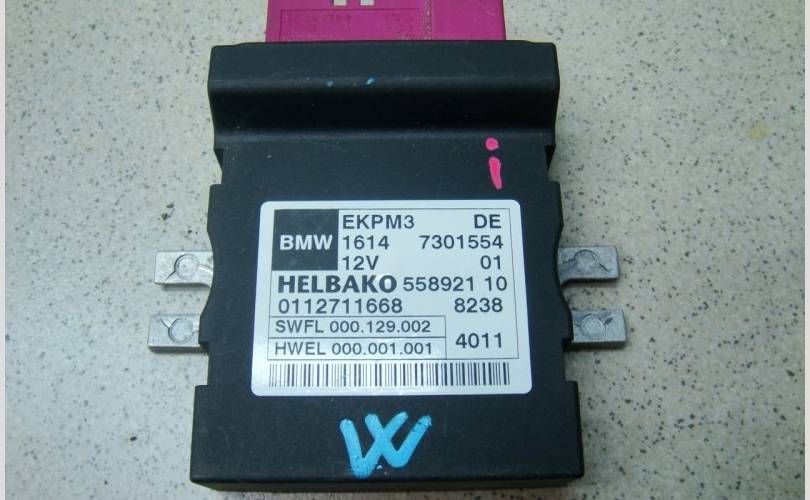 i
EKPM3 DE
BMW 1614 7301554
12V 01
HELBAKO 558921 10
0112711668 8238
SWFL 000.129.002
HWEL 000.001.001 4011
W